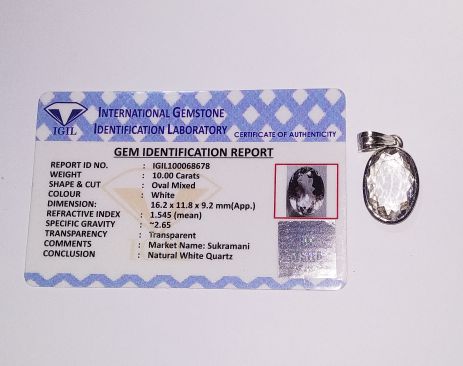 IGIL
INTERNATIONAL GEMSTONE
IDENTIFICATION LABORATORY
CERTIFICATE OF AUTHENTICITY
GEM IDENTIFICATION REPORT
REPORT ID NO. : IGIL100068678
WEIGHT : 10.00 Carats
SHAPE & CUT : Oval Mixed
COLOUR : White
DIMENSION: : 16.2 x 11.8 x 9.2 mm(App.)
REFRACTIVE INDEX : 1.545 (mean)
SPECIFIC GRAVITY : ~2.65
TRANSPARENCY : Transparent
COMMENTS : Market Name: Sukramani
CONCLUSION : Natural White Quartz